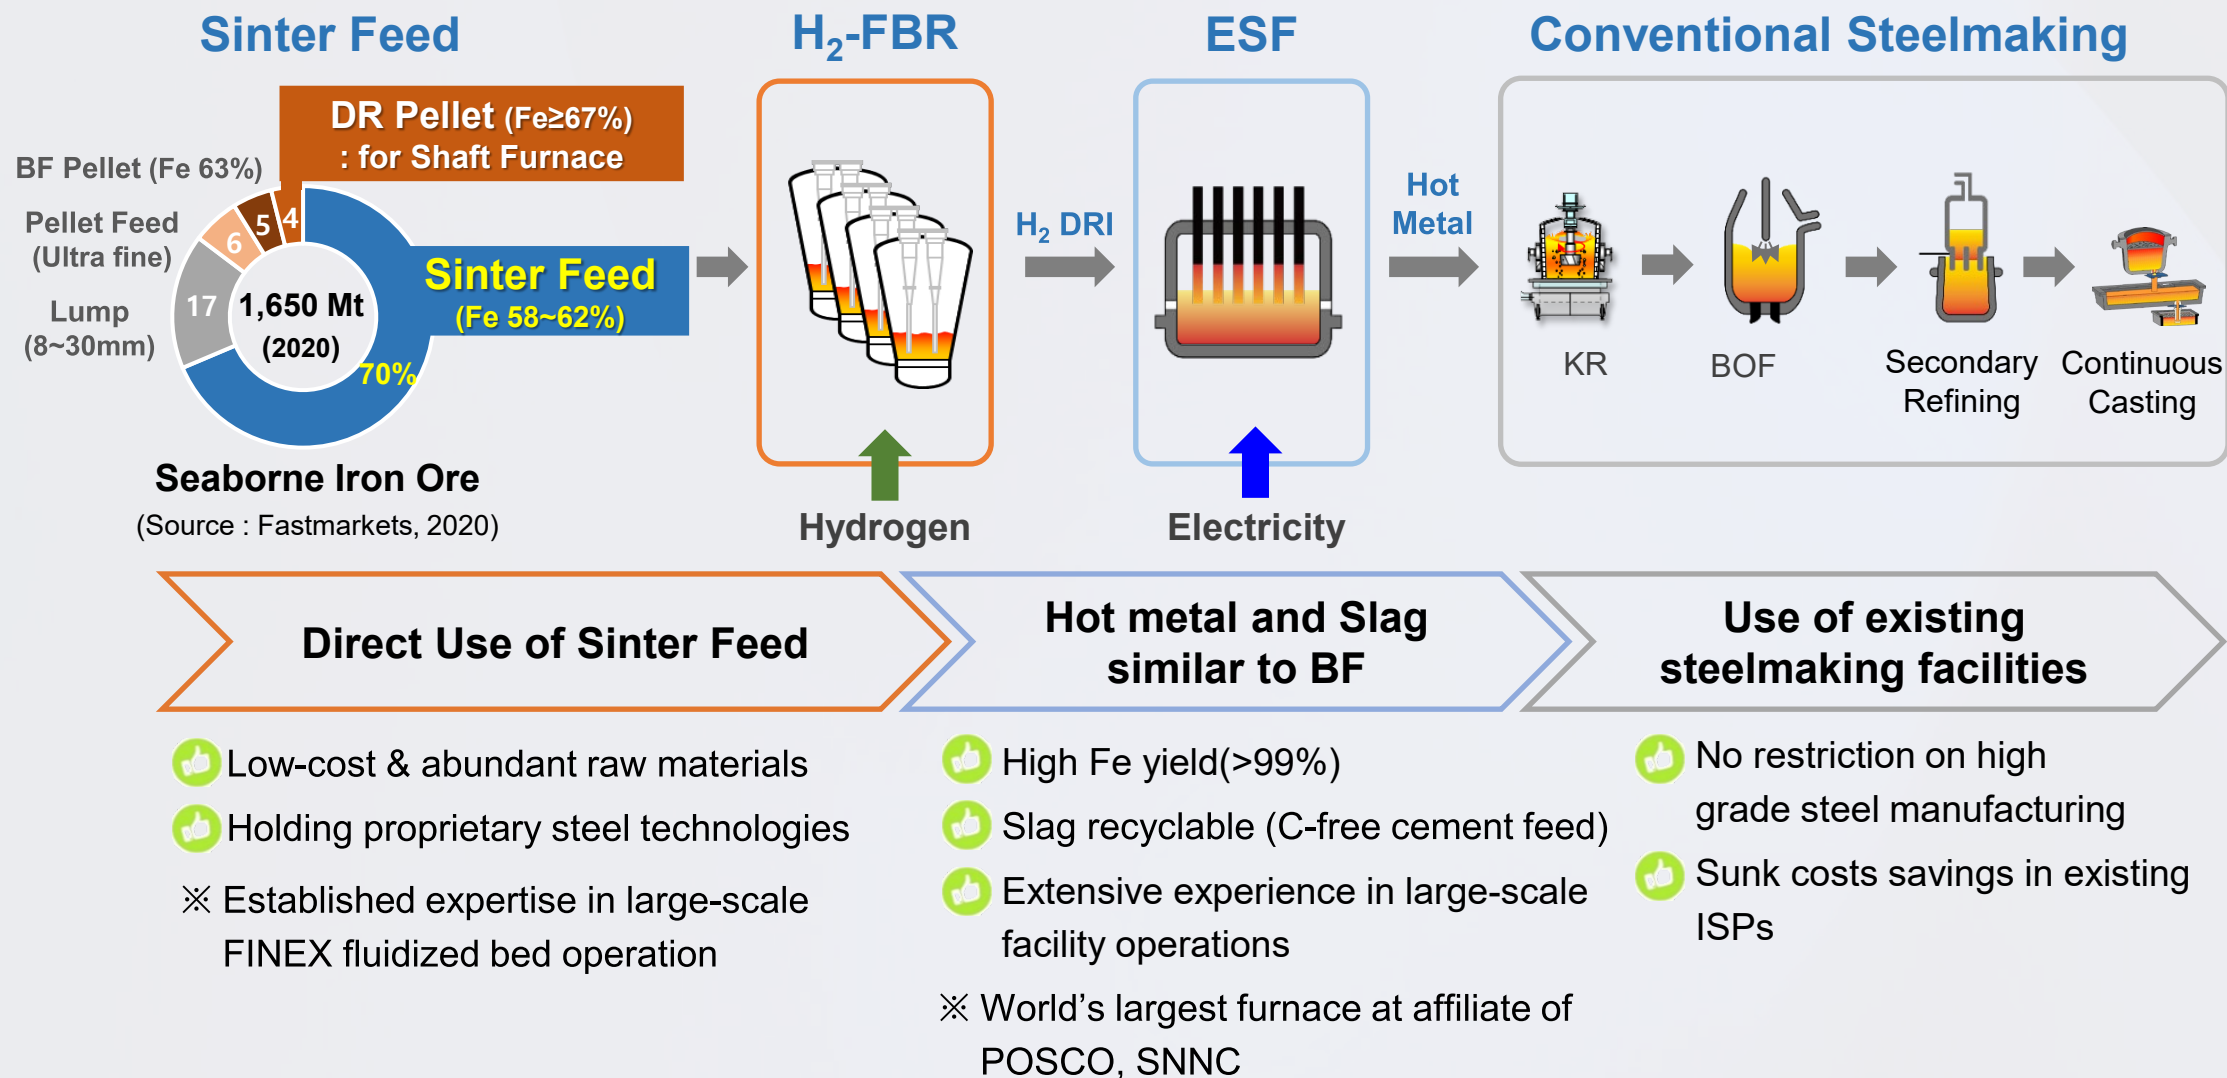 Sinter Feed
H₂-FBR
ESF
Conventional Steelmaking
DR Pellet (Fe≥67%)
: for Shaft Furnace
BF Pellet (Fe 63%)
Pellet Feed
(Ultra fine)
Lump
(8~30mm)
4
5
6
17
70%
1,650 Mt
(2020)
Sinter Feed
(Fe 58~62%)
Seaborne Iron Ore
(Source : Fastmarkets, 2020)
Hydrogen
H₂ DRI
Electricity
Hot
Metal
KR
BOF
Secondary
Refining
Continuous
Casting
Direct Use of Sinter Feed
Hot metal and Slag
similar to BF
Use of existing
steelmaking facilities
Low-cost & abundant raw materials
Holding proprietary steel technologies
※ Established expertise in large-scale
FINEX fluidized bed operation
High Fe yield(>99%)
Slag recyclable (C-free cement feed)
Extensive experience in large-scale
facility operations
※ World’s largest furnace at affiliate of
POSCO, SNNC
No restriction on high
grade steel manufacturing
Sunk costs savings in existing
ISPs